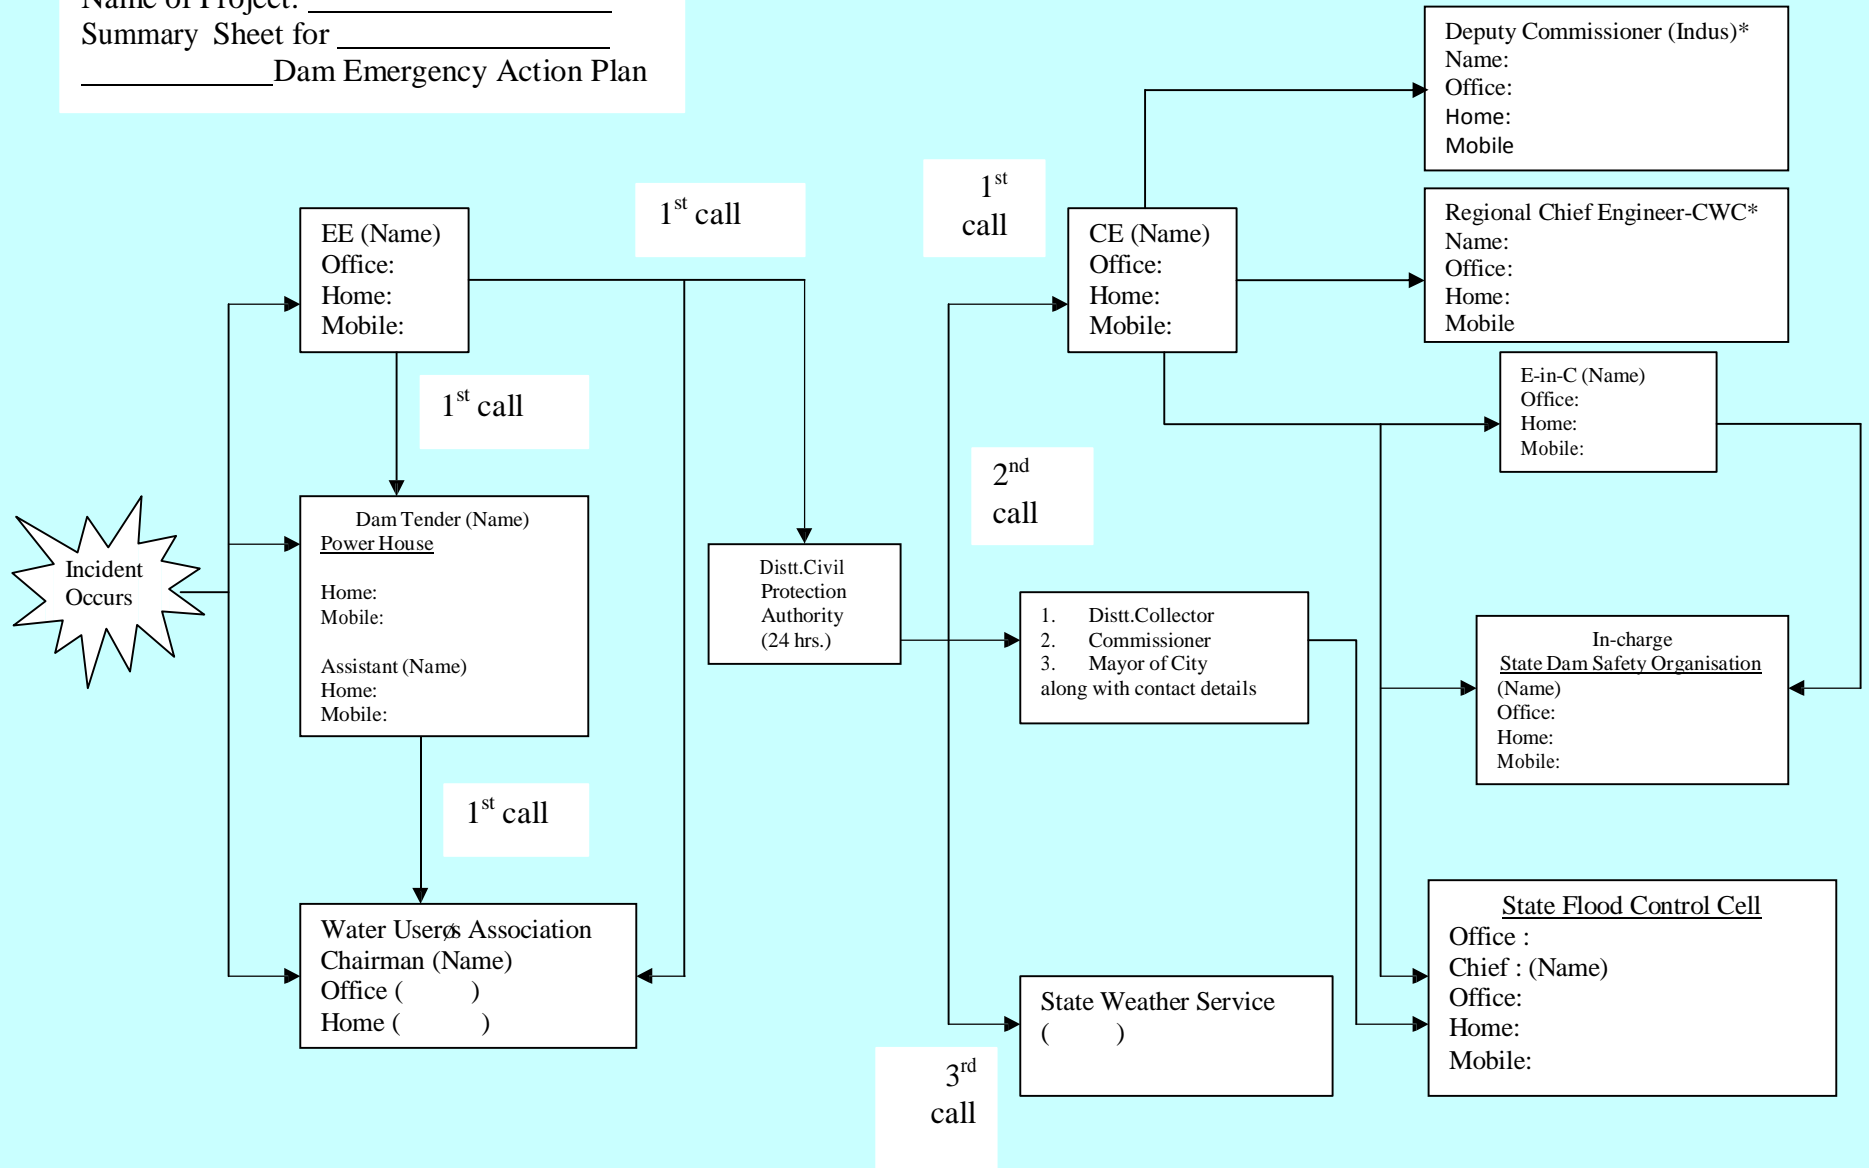 Name of Project: ____________________
Summary Sheet for __________________
____________Dam Emergency Action Plan
EE (Name)
Office:
Home:
Mobile:
1st call
1st call
Incident
Occurs
Dam Tender (Name)
Power House
Home:
Mobile:
Assistant (Name)
Home:
Mobile:
1st call
Water Userøs Association
Chairman (Name)
Office (          )
Home (          )
Distt.Civil
Protection
Authority
(24 hrs.)
1st
call
CE (Name)
Office:
Home:
Mobile:
2nd
call
1. Distt.Collector
2. Commissioner
3. Mayor of City
along with contact details
State Weather Service
(          )
3rd
call
Deputy Commissioner (Indus)*
Name:
Office:
Home:
Mobile
Regional Chief Engineer-CWC*
Name:
Office:
Home:
Mobile
E-in-C (Name)
Office:
Home:
Mobile:
In-charge
State Dam Safety Organisation
(Name)
Office:
Home:
Mobile:
State Flood Control Cell
Office :
Chief : (Name)
Office:
Home:
Mobile: